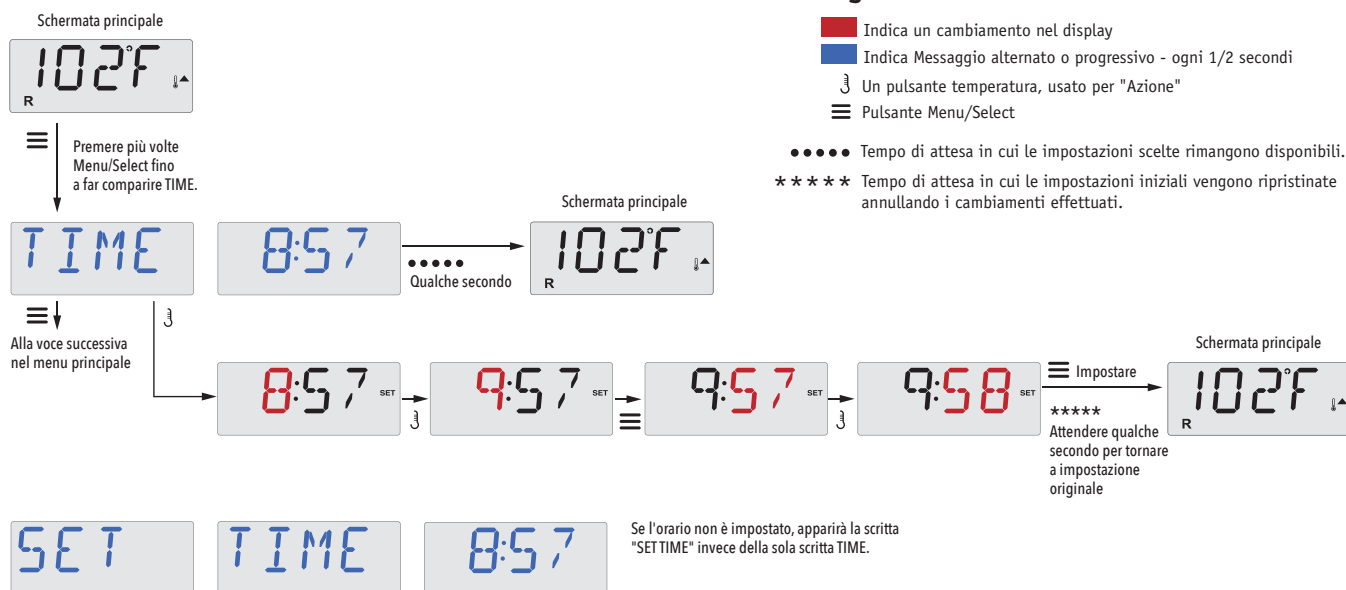 Schermata principale
102°F
R
Premere più volte
Menu/Select fino
a far comparire TIME.
Indica un cambiamento nel display
Indica Messaggio alternato o progressivo - ogni 1/2 secondi
Un pulsante temperatura, usato per "Azione"
Pulsante Menu/Select
••••• Tempo di attesa in cui le impostazioni scelte rimangono disponibili.
***** Tempo di attesa in cui le impostazioni iniziali vengono ripristinate
annullando i cambiamenti effettuati.
TIME
8:57
•••••
Qualche secondo
Schermata principale
102°F
R
Alla voce successiva
nel menu principale
8:57 SET
9:57 SET
9:57 SET
9:58 SET
Impostare
*****
Attendere qualche
secondo per tornare
a impostazione
originale
Schermata principale
102°F
R
SET
TIME
8:57
Se l'orario non è impostato, apparirà la scritta
"SET TIME" invece della sola scritta TIME.